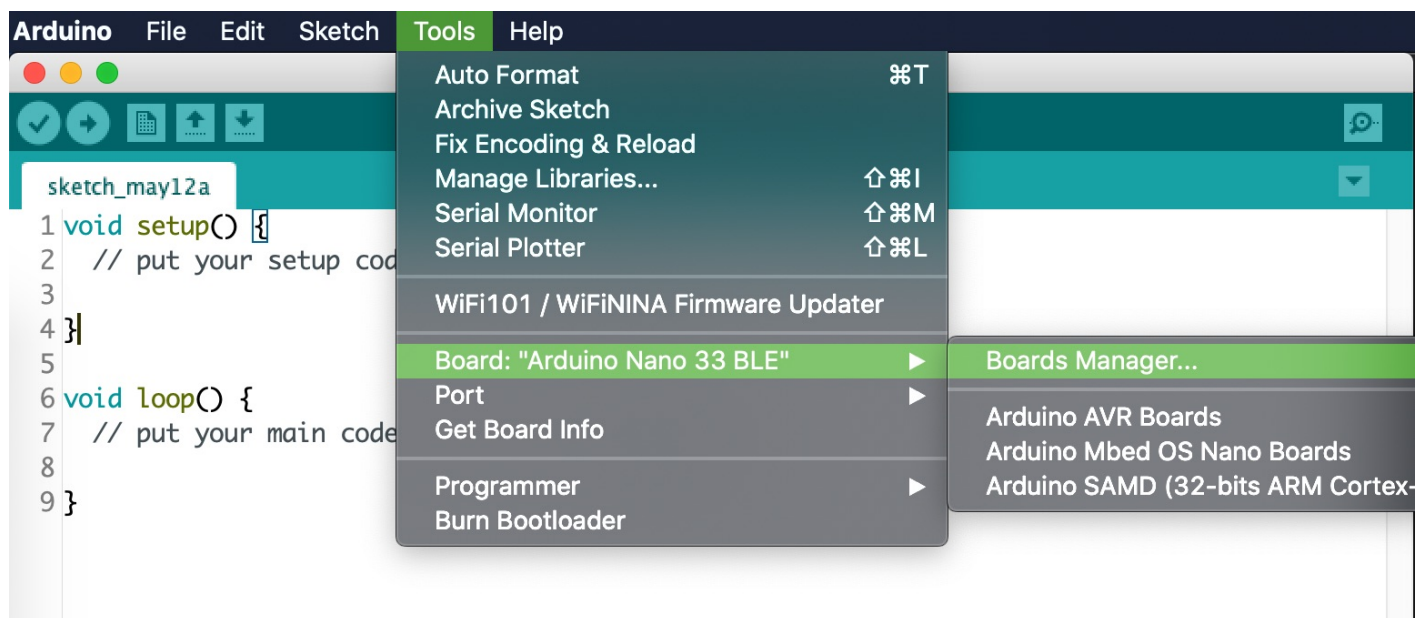 Arduino File Edit Sketch Tools Help
sketch_may12a
1 void setup() {
2 // put your setup cod
3
4 }
5
6 void loop() {
7 // put your main code
8
9 }
Auto Format ⌘T
Archive Sketch
Fix Encoding & Reload
Manage Libraries... ⇧⌘I
Serial Monitor ⇧⌘M
Serial Plotter ⇧⌘L
WiFi101 / WiFiNINA Firmware Updater
Board: "Arduino Nano 33 BLE" ▶
Port ▶
Get Board Info
Programmer ▶
Burn Bootloader
Boards Manager...
Arduino AVR Boards
Arduino Mbed OS Nano Boards
Arduino SAMD (32-bits ARM Cortex-